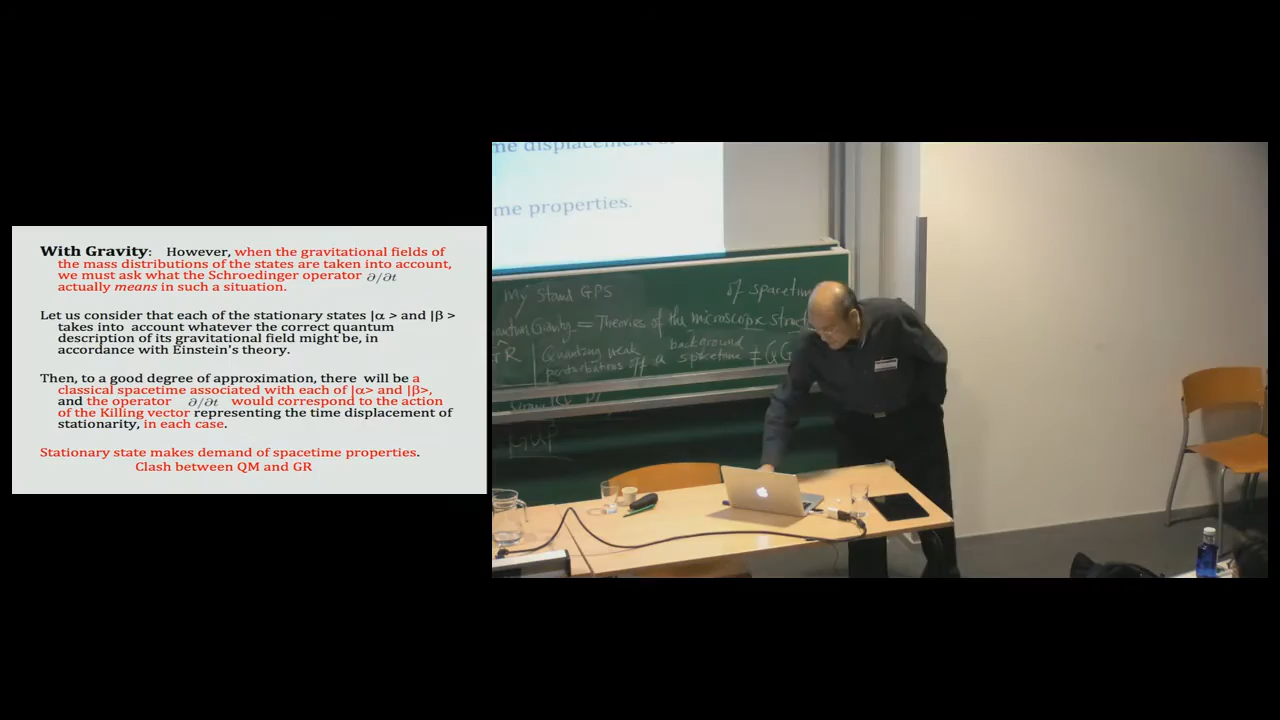 With Gravity: However, when the gravitational fields of
the mass distributions of the states are taken into account,
we must ask what the Schroedinger operator ∂/∂t
actually means in such a situation.
Let us consider that each of the stationary states |α > and |β >
takes into account whatever the correct quantum
description of its gravitational field might be, in
accordance with Einstein's theory.
Then, to a good degree of approximation, there will be a
classical spacetime associated with each of |α> and |β>,
and the operator ∂/∂t would correspond to the action
of the Killing vector representing the time displacement of
stationarity, in each case.
Stationary state makes demand of spacetime properties.
Clash between QM and GR
me displacement
me properties.
My Stand GPS
of spacetime
Gravity = Theories of the microscopic
Quantizing weak
perturbations off a
background
spacetime ≠ QG
GUP